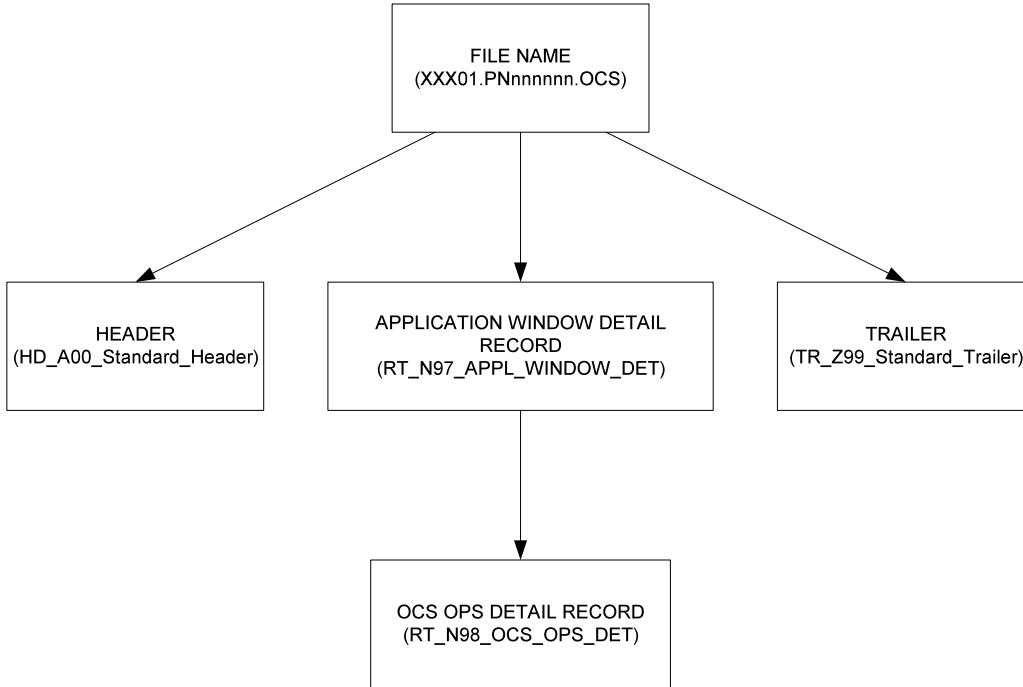 FILE NAME
(XXX01.PNnnnnnn.OCS)
HEADER
(HD_A00_Standard_Header)
APPLICATION WINDOW DETAIL
RECORD
(RT_N97_APPL_WINDOW_DET)
TRAILER
(TR_Z99_Standard_Trailer)
OCS OPS DETAIL RECORD
(RT_N98_OCS_OPS_DET)